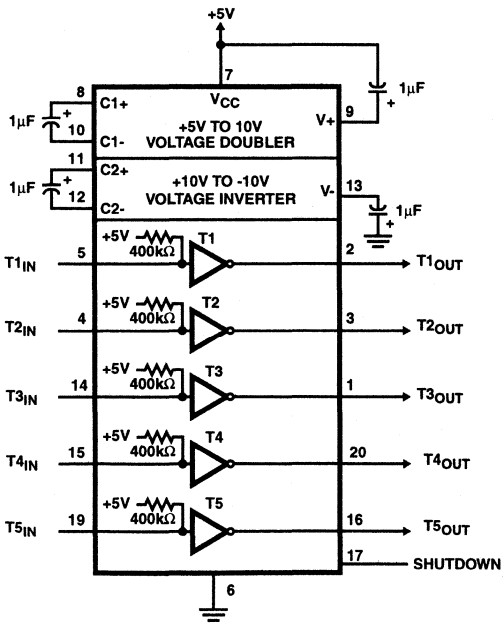 +5V
7
VCC
8
C1+
1µF
+
10
C1-
+5V TO 10V
VOLTAGE DOUBLER
V+
9
1µF
+
11
C2+
1µF
+
12
C2-
+10V TO -10V
VOLTAGE INVERTER
V-
13
1µF
+
+5V
400kΩ
T1
T1IN
5
2
T1OUT
+5V
400kΩ
T2
T2IN
4
3
T2OUT
+5V
400kΩ
T3
T3IN
14
1
T3OUT
+5V
400kΩ
T4
T4IN
15
20
T4OUT
+5V
400kΩ
T5
T5IN
19
16
T5OUT
17
SHUTDOWN
6